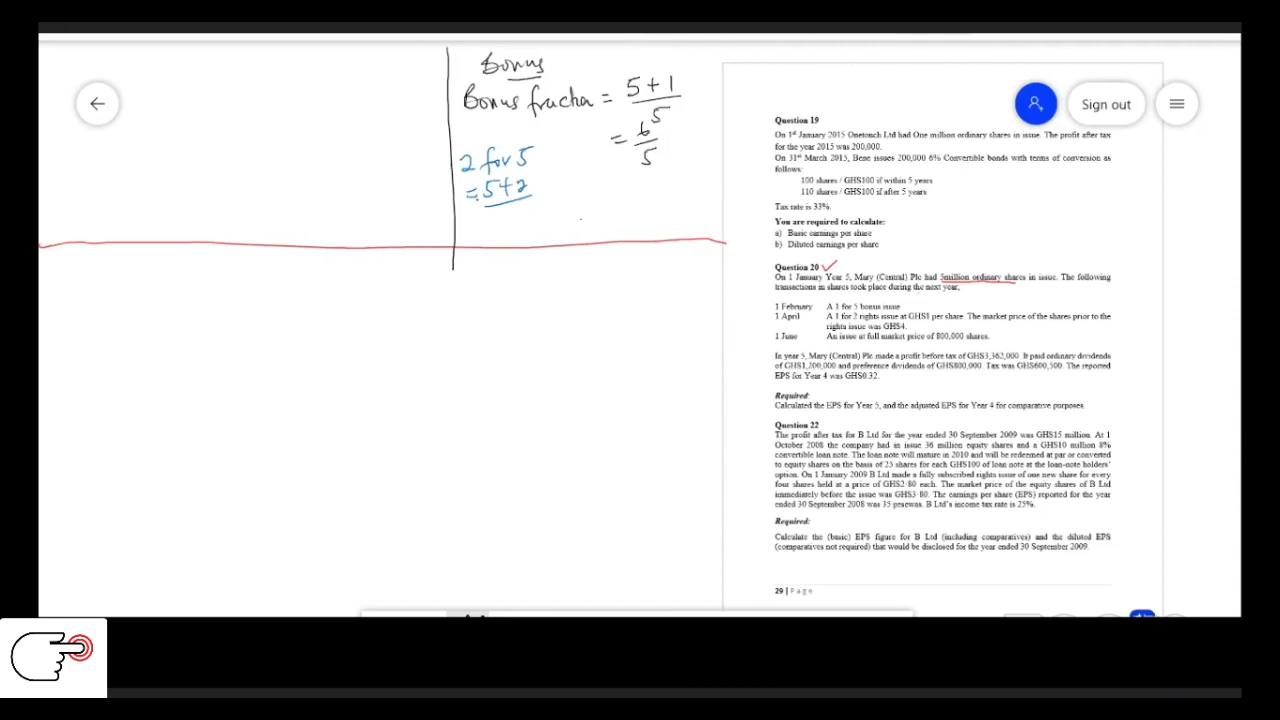 Bonus
Bonus fraction = 5 + 1
5
= 6
5
2 for 5
= 5+2
Sign out
Question 19
On 1st January 2015 Onetouch Ltd had One million ordinary shares in issue. The profit after tax
for the year 2015 was 200,000.
On 31st March 2015, Bene issues 200,000 6% Convertible bonds with terms of conversion as
follows:
100 shares / GHS100 if within 5 years
110 shares / GHS100 if after 5 years
Tax rate is 33%.
You are required to calculate:
a) Basic earnings per share
b) Diluted earnings per share
Question 20
On 1 January Year 5, Mary (Central) Plc had 5million ordinary shares in issue. The following
transactions in shares took place during the next year;
1 February A 1 for 5 bonus issue
1 April A 1 for 2 rights issue at GHS1 per share. The market price of the shares prior to the
rights issue was GHS4.
1 June An issue at full market price of 800,000 shares.
In year 5, Mary (Central) Plc made a profit before tax of GHS3,362,000. It paid ordinary dividends
of GHS1,200,000 and preference dividends of GHS800,000. Tax was GHS600,500. The reported
EPS for Year 4 was GHS0.32.
Required:
Calculated the EPS for Year 5, and the adjusted EPS for Year 4 for comparative purposes.
Question 22
The profit after tax for B Ltd for the year ended 30 September 2009 was GHS15 million. At 1
October 2008 the company had in issue 36 million equity shares and a GHS10 million 8%
convertible loan note. The loan note will mature in 2010 and will be redeemed at par or converted
to equity shares on the basis of 25 shares for each GHS100 of loan note at the loan-note holders'
option. On 1 January 2009 B Ltd made a fully subscribed rights issue of one new share for every
four shares held at a price of GHS2·80 each. The market price of the equity shares of B Ltd
immediately before the issue was GHS3·80. The earnings per share (EPS) reported for the year
ended 30 September 2008 was 35 pesewas. B Ltd's income tax rate is 25%.
Required:
Calculate the (basic) EPS figure for B Ltd (including comparatives) and the diluted EPS
(comparatives not required) that would be disclosed for the year ended 30 September 2009.
29 | Page